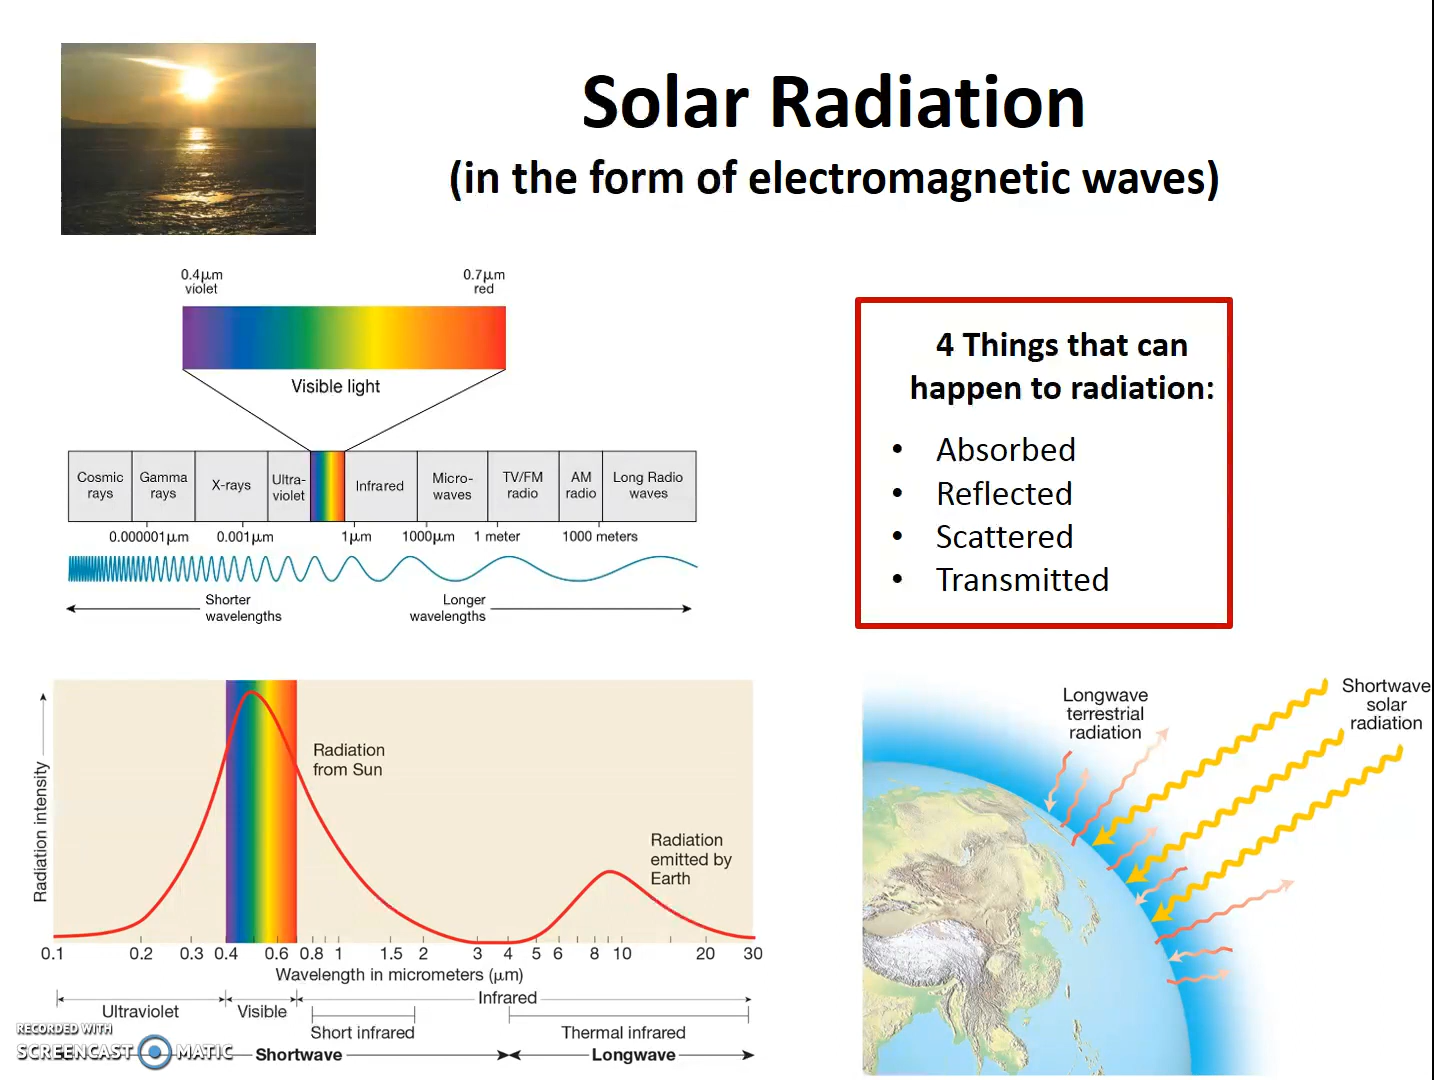 Solar Radiation
(in the form of electromagnetic waves)
0.4μm
violet
0.7μm
red
Visible light
Cosmic
rays
Gamma
rays
X-rays
Ultra-
violet
Infrared
Micro-
waves
TV/FM
radio
AM
radio
Long Radio
waves
0.000001μm
0.001μm
1μm
1000μm
1 meter
1000 meters
Shorter
wavelengths
Longer
wavelengths
4 Things that can
happen to radiation:
• Absorbed
• Reflected
• Scattered
• Transmitted
Radiation intensity
Radiation
from Sun
Radiation
emitted by
Earth
0.1 0.2 0.3 0.4 0.6 0.8 1 1.5 2 3 4 5 6 8 10 20 30
Wavelength in micrometers (μm)
Ultraviolet
Visible
Infrared
Short infrared
Thermal infrared
Shortwave
Longwave
Longwave
terrestrial
radiation
Shortwave
solar
radiation
RECORDED WITH
SCREENCAST MATIC